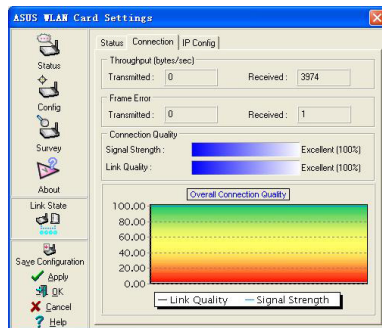 ASUS WLAN Card Settings
Status
Config
Survey
About
Link State
Save Configuration
Apply
OK
Cancel
Help
Status Connection IP Config
Throughput (bytes/sec)
Transmitted : 0 Received : 3974
Frame Error
Transmitted : 0 Received : 1
Connection Quality
Signal Strength : Excellent (100%)
Link Quality : Excellent (100%)
Overall Connection Quality
100.00
80.00
60.00
40.00
20.00
0.00
Link Quality Signal Strength